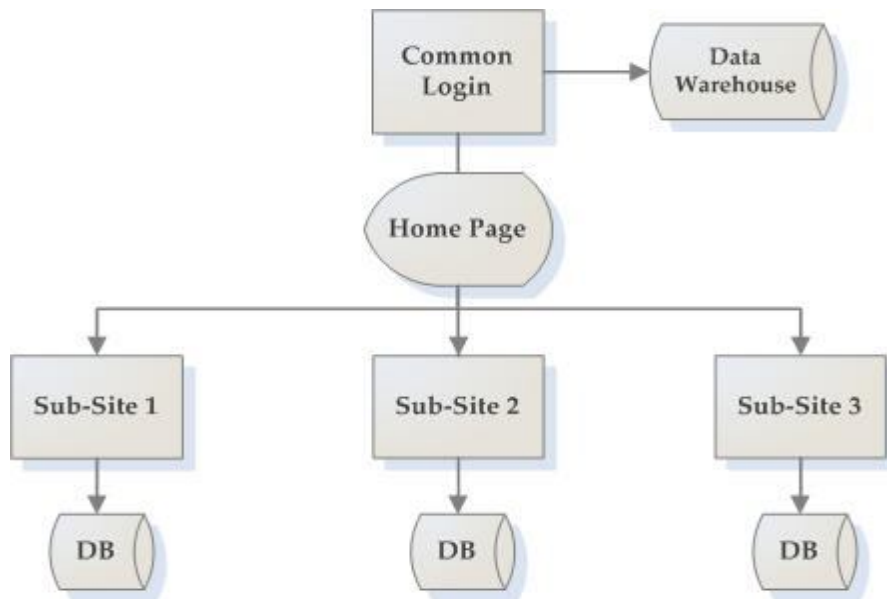 Common
Login
Data
Warehouse
Home Page
Sub-Site 1
Sub-Site 2
Sub-Site 3
DB
DB
DB